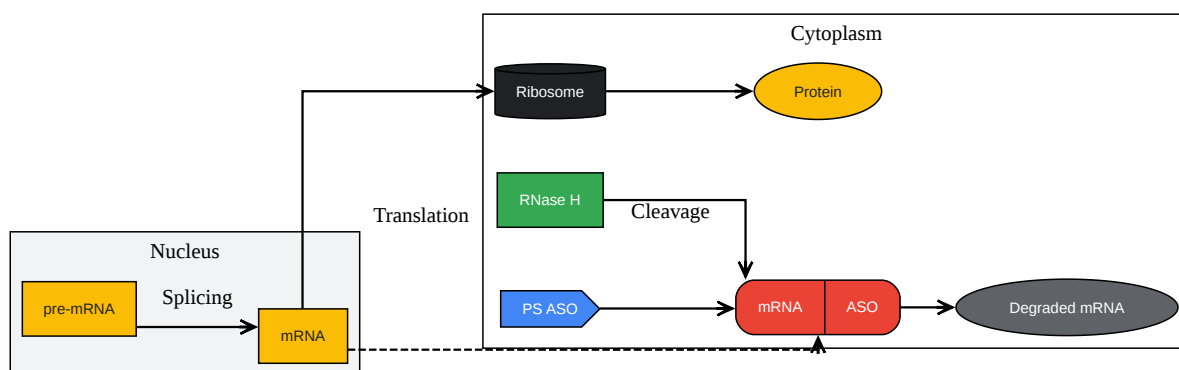 Cytoplasm
Ribosome
Protein
RNase H
Cleavage
Translation
Nucleus
pre-mRNA
Splicing
mRNA
PS ASO
mRNA
ASO
Degraded mRNA